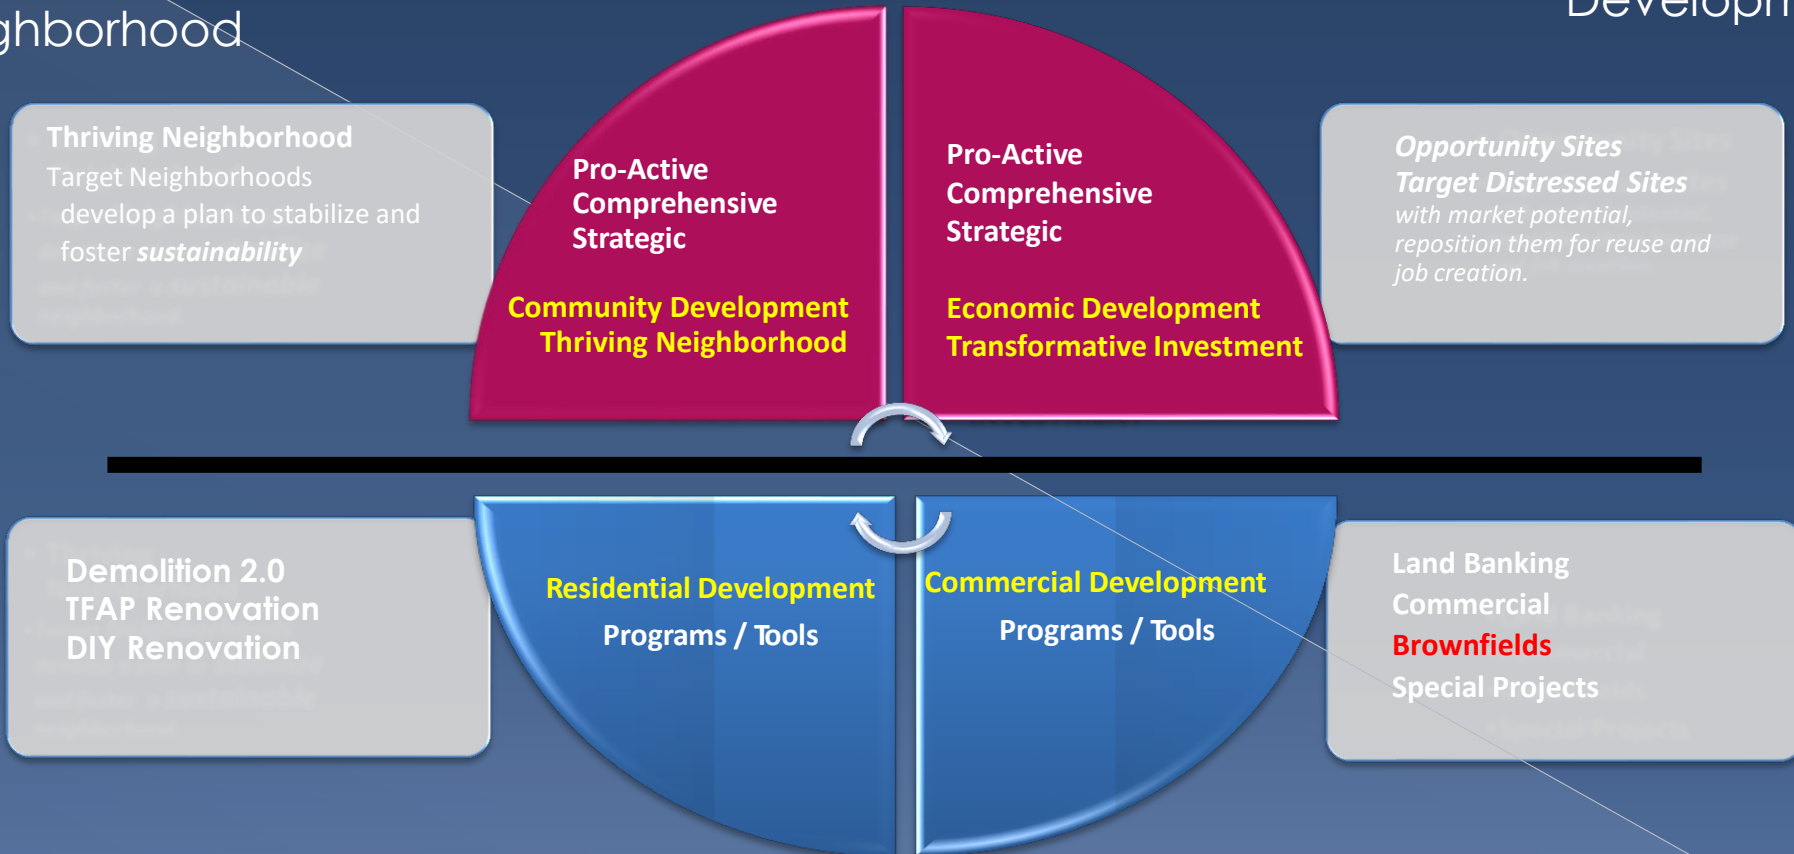 ghborhood
Developm
Thriving Neighborhood
Target Neighborhoods
develop a plan to stabilize and
foster sustainability
Pro-Active
Comprehensive
Strategic
Community Development
Thriving Neighborhood
Pro-Active
Comprehensive
Strategic
Economic Development
Transformative Investment
Opportunity Sites
Target Distressed Sites
with market potential,
reposition them for reuse and
job creation.
Demolition 2.0
TFAP Renovation
DIY Renovation
Residential Development
Programs / Tools
Commercial Development
Programs / Tools
Land Banking
Commercial
Brownfields
Special Projects